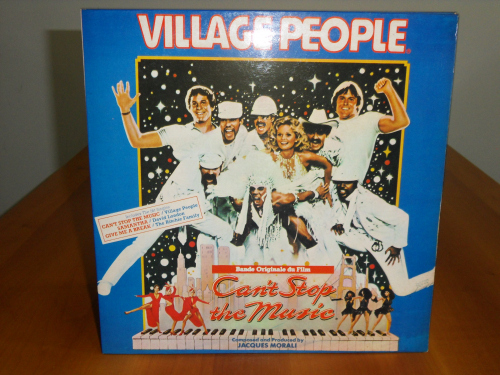 VILLAGE PEOPLE
CAN'T STOP THE MUSIC / Village People
SAMANTHA / David London
GIVE ME A BREAK / The Ritchie Family
Bande Originale du Film
Can't Stop
the Music
Composed and Produced by
JACQUES MORALI